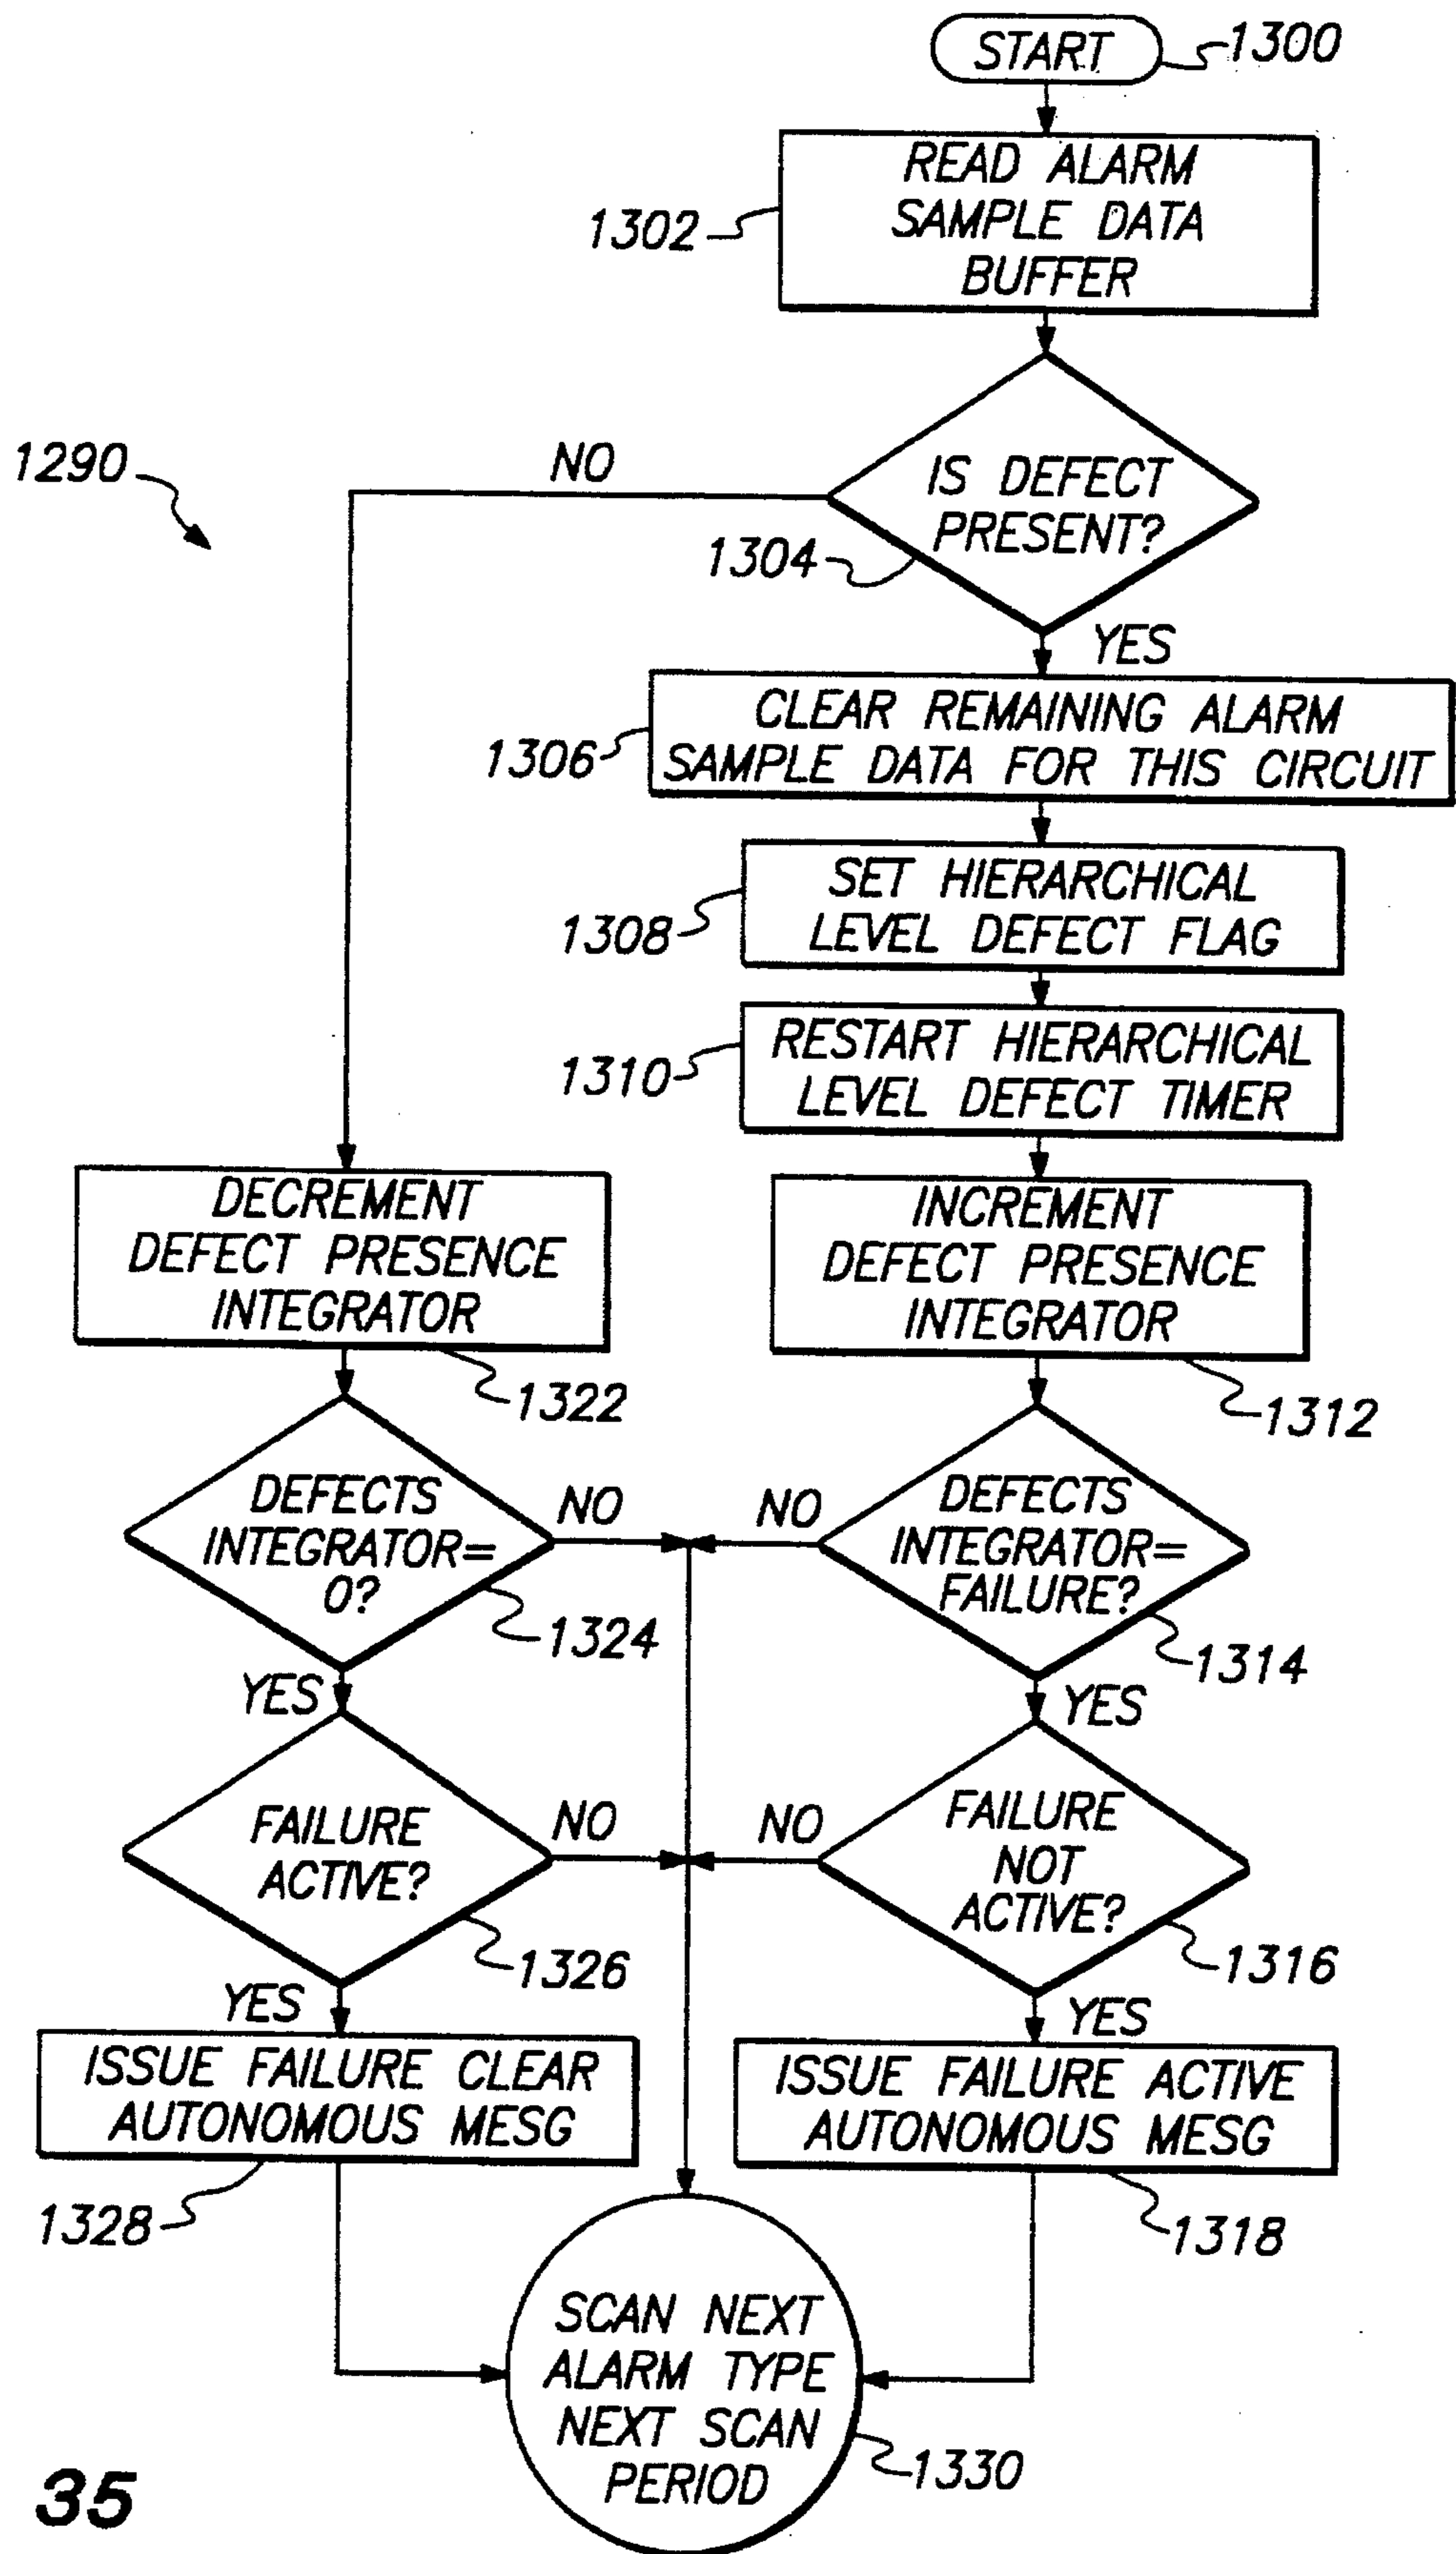 START
1300
READ ALARM
SAMPLE DATA
BUFFER
1302
1290
NO
IS DEFECT
PRESENT?
1304
YES
CLEAR REMAINING ALARM
SAMPLE DATA FOR THIS CIRCUIT
1306
SET HIERARCHICAL
LEVEL DEFECT FLAG
1308
RESTART HIERARCHICAL
LEVEL DEFECT TIMER
1310
DECREMENT
DEFECT PRESENCE
INTEGRATOR
1322
INCREMENT
DEFECT PRESENCE
INTEGRATOR
1312
DEFECTS
INTEGRATOR=
0?
NO
1324
YES
NO
DEFECTS
INTEGRATOR=
FAILURE?
1314
YES
FAILURE
ACTIVE?
NO
1326
YES
NO
FAILURE
NOT
ACTIVE?
1316
YES
ISSUE FAILURE CLEAR
AUTONOMOUS MESG
1328
ISSUE FAILURE ACTIVE
AUTONOMOUS MESG
1318
SCAN NEXT
ALARM TYPE
NEXT SCAN
PERIOD
1330
35